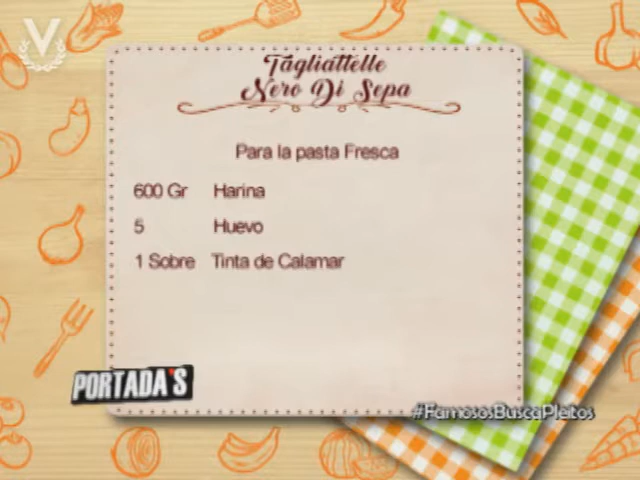 V
Tagliattelle
Nero Di Sepa
Para la pasta Fresca
600 Gr Harina
5 Huevo
1 Sobre Tinta de Calamar
PORTADA'S
#FamososBuscaPleitos